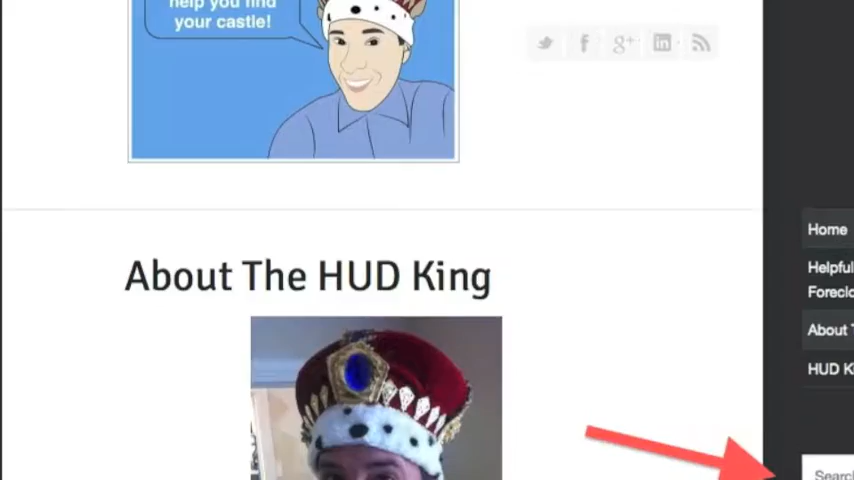 help you find
your castle!
About The HUD King
Home
Helpful
Foreclo
About T
HUD K
Search